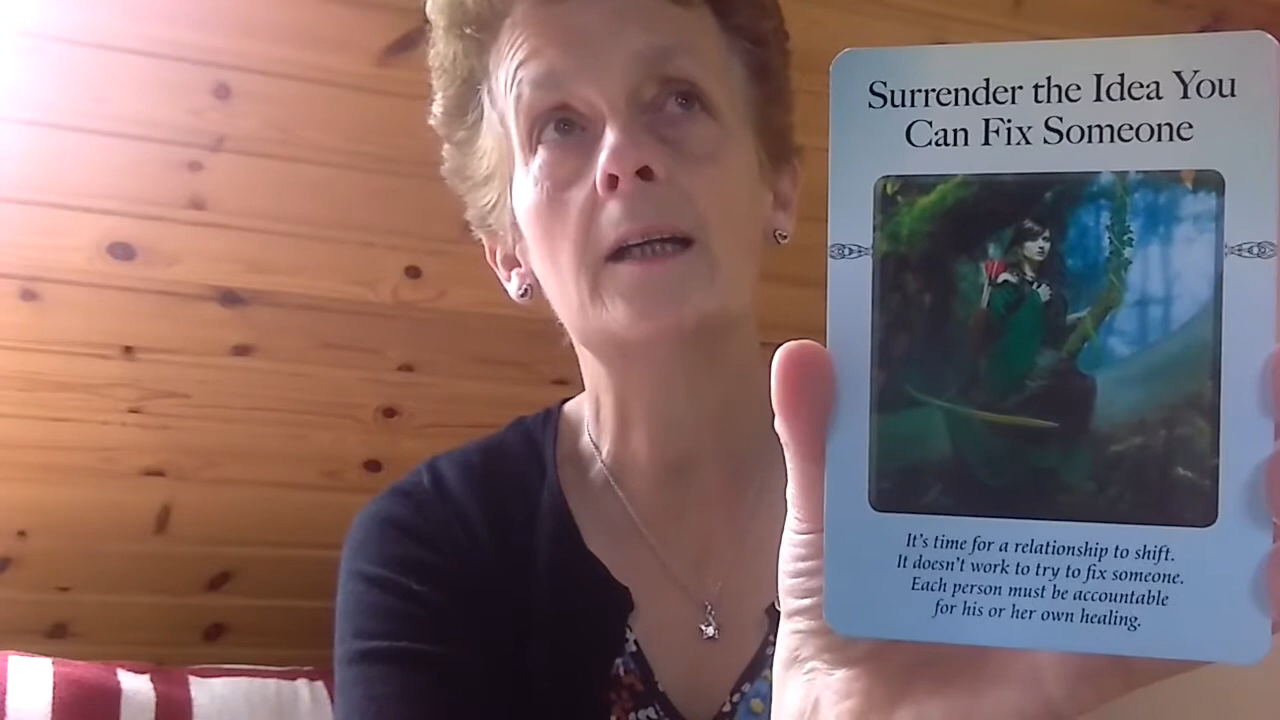 Surrender the Idea You
Can Fix Someone
It's time for a relationship to shift.
It doesn't work to try to fix someone.
Each person must be accountable
for his or her own healing.